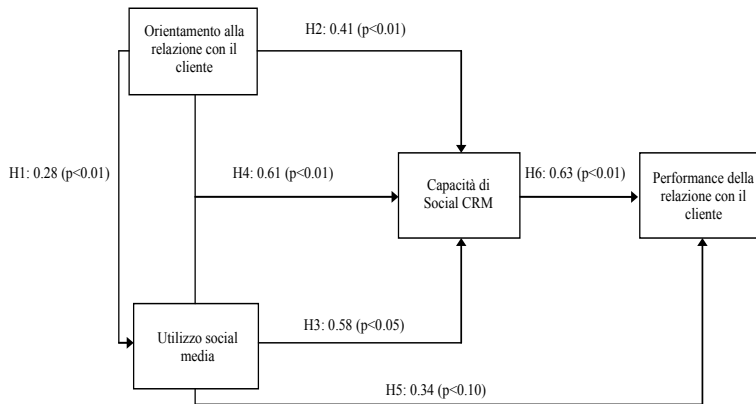 Orientamento alla
relazione con il
cliente
H2: 0.41 (p<0.01)
H1: 0.28 (p<0.01)
H4: 0.61 (p<0.01)
Capacità di
Social CRM
H6: 0.63 (p<0.01)
Performance della
relazione con il
cliente
Utilizzo social
media
H3: 0.58 (p<0.05)
H5: 0.34 (p<0.10)